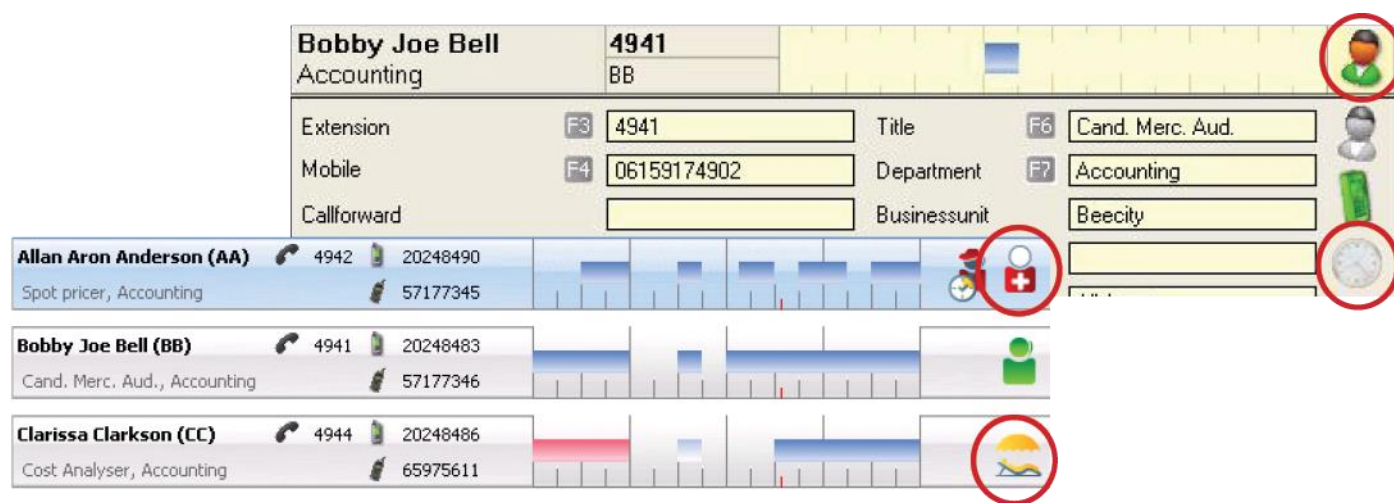 Bobby Joe Bell 4941
Accounting BB
Extension F3 4941 Title F6 Cand. Merc. Aud.
Mobile F4 06159174902 Department F7 Accounting
Callforward Businessunit Beecity
Allan Aron Anderson (AA) 4942 20248490
Spot pricer, Accounting 57177345
Bobby Joe Bell (BB) 4941 20248483
Cand. Merc. Aud., Accounting 57177346
Clarissa Clarkson (CC) 4944 20248486
Cost Analyser, Accounting 65975611